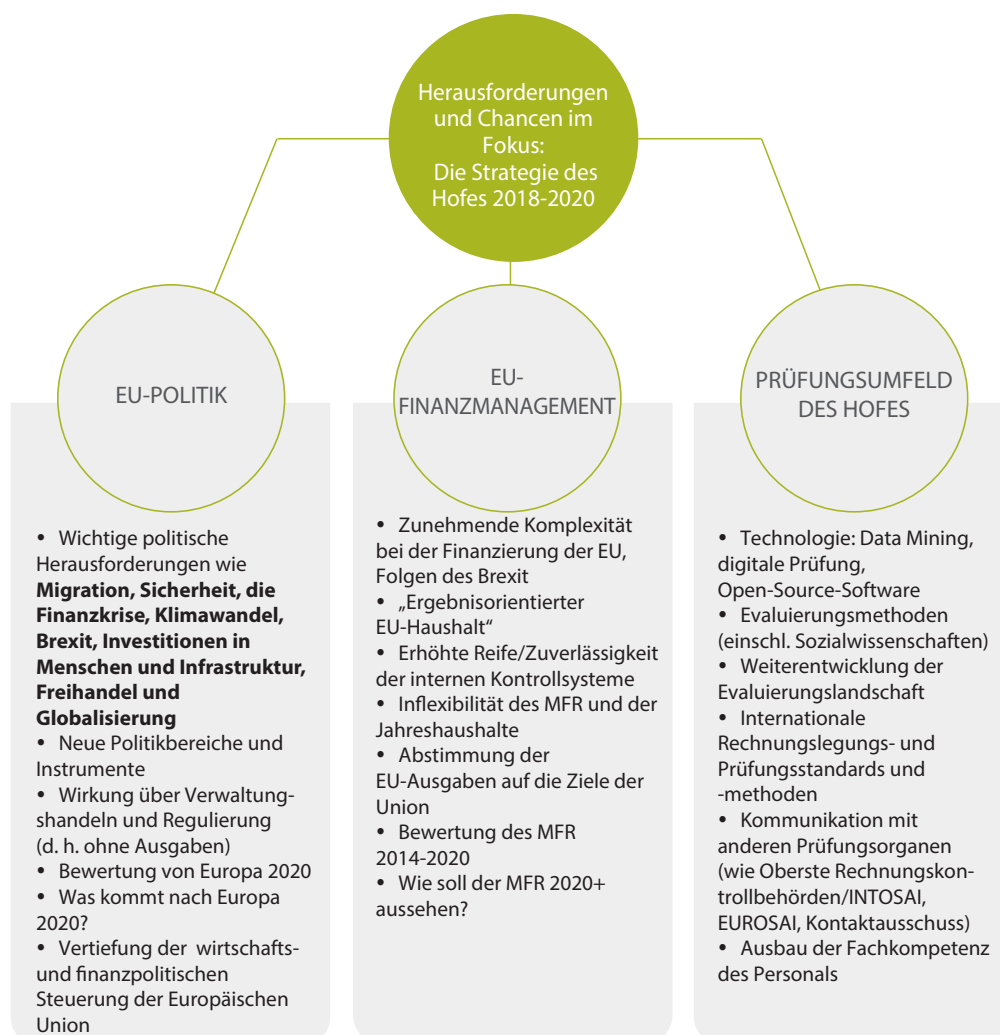 Herausforderungen
und Chancen im
Fokus:
Die Strategie des
Hofes 2018-2020
EU-POLITIK
• Wichtige politische
Herausforderungen wie
Migration, Sicherheit, die
Finanzkrise, Klimawandel,
Brexit, Investitionen in
Menschen und Infrastruktur,
Freihandel und
Globalisierung
• Neue Politikbereiche und
Instrumente
• Wirkung über Verwaltung-
shandeln und Regulierung
(d. h. ohne Ausgaben)
• Bewertung von Europa 2020
• Was kommt nach Europa
2020?
• Vertiefung der wirtschafts-
und finanzpolitischen
Steuerung der Europäischen
Union
EU-
FINANZMANAGEMENT
• Zunehmende Komplexität
bei der Finanzierung der EU,
Folgen des Brexit
• „Ergebnisorientierter
EU-Haushalt“
• Erhöhte Reife/Zuverlässigkeit
der internen Kontrollsysteme
• Inflexibilität des MFR und der
Jahreshaushalte
• Abstimmung der
EU-Ausgaben auf die Ziele der
Union
• Bewertung des MFR
2014-2020
• Wie soll der MFR 2020+
aussehen?
PRÜFUNGSUMFELD
DES HOFES
• Technologie: Data Mining,
digitale Prüfung,
Open-Source-Software
• Evaluierungsmethoden
(einschl. Sozialwissenschaften)
• Weiterentwicklung der
Evaluierungslandschaft
• Internationale
Rechnungslegungs- und
Prüfungsstandards und
-methoden
• Kommunikation mit
anderen Prüfungsorganen
(wie Oberste Rechnungskon-
trollbehörden/INTOSAI,
EUROSAI, Kontaktausschuss)
• Ausbau der Fachkompetenz
des Personals